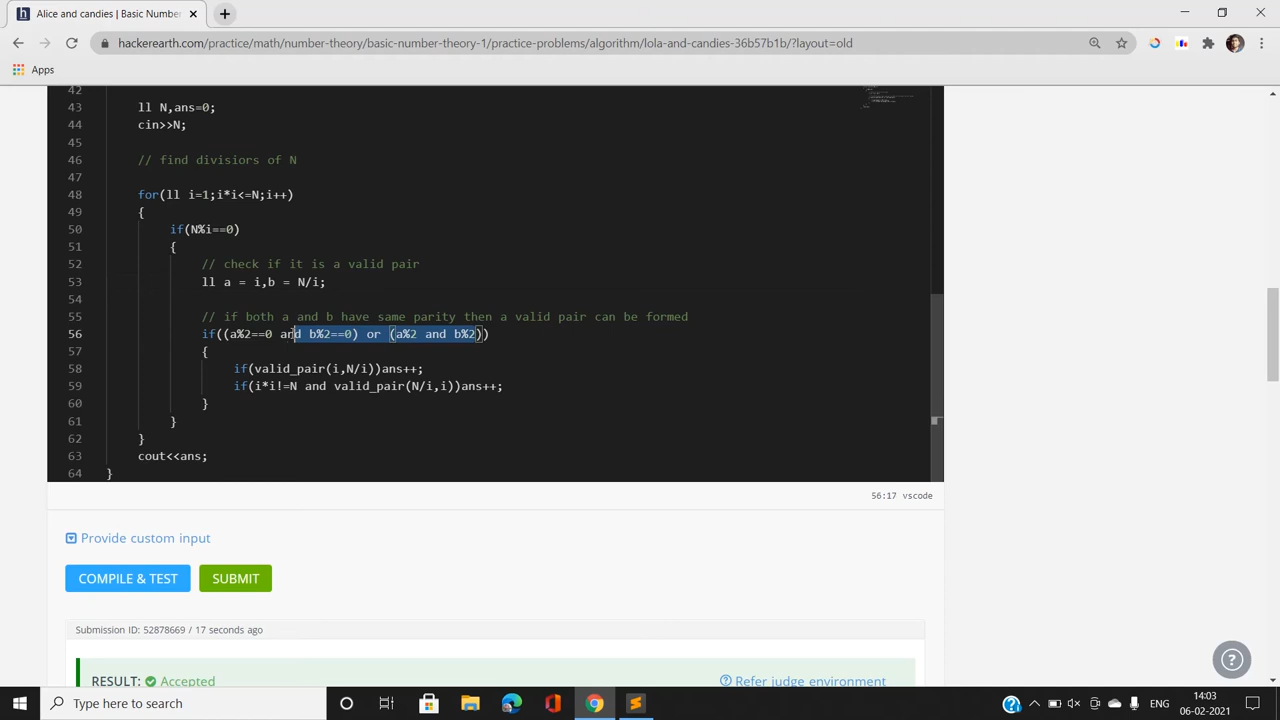 Alice and candies | Basic Numbe
hackerearth.com/practice/math/number-theory/basic-number-theory-1/practice-problems/algorithm/lola-and-candies-36b57b1b/?layout=old
Apps
42
43 ll N,ans=0;
44 cin>>N;
45
46 // find divisiors of N
47
48 for(ll i=1;i*i<=N;i++)
49 {
50 if(N%i==0)
51 {
52 // check if it is a valid pair
53 ll a = i,b = N/i;
54
55 // if both a and b have same parity then a valid pair can be formed
56 if((a%2==0 and b%2==0) or (a%2 and b%2))
57 {
58 if(valid_pair(i,N/i))ans++;
59 if(i*i!=N and valid_pair(N/i,i))ans++;
60 }
61 }
62 }
63 cout<<ans;
64 }
56:17 vscode
Provide custom input
COMPILE & TEST SUBMIT
Submission ID: 52878669 / 17 seconds ago
RESULT: Accepted Refer judge environment
Type here to search
ENG
14:03
06-02-2021